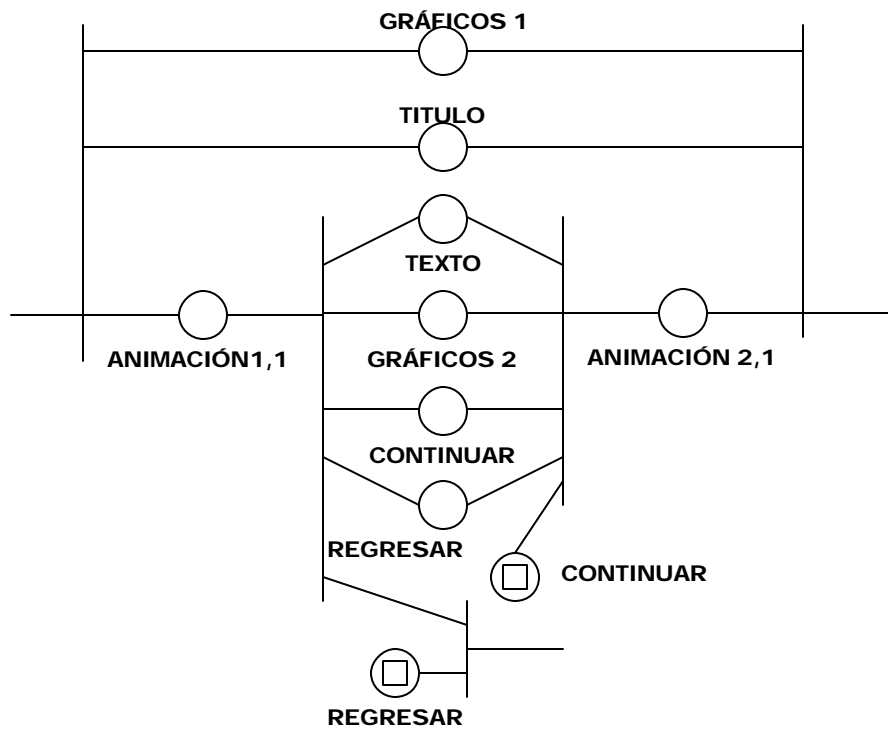 GRÁFICOS 1
TITULO
TEXTO
ANIMACIÓN1,1
GRÁFICOS 2
ANIMACIÓN 2,1
CONTINUAR
REGRESAR
CONTINUAR
REGRESAR